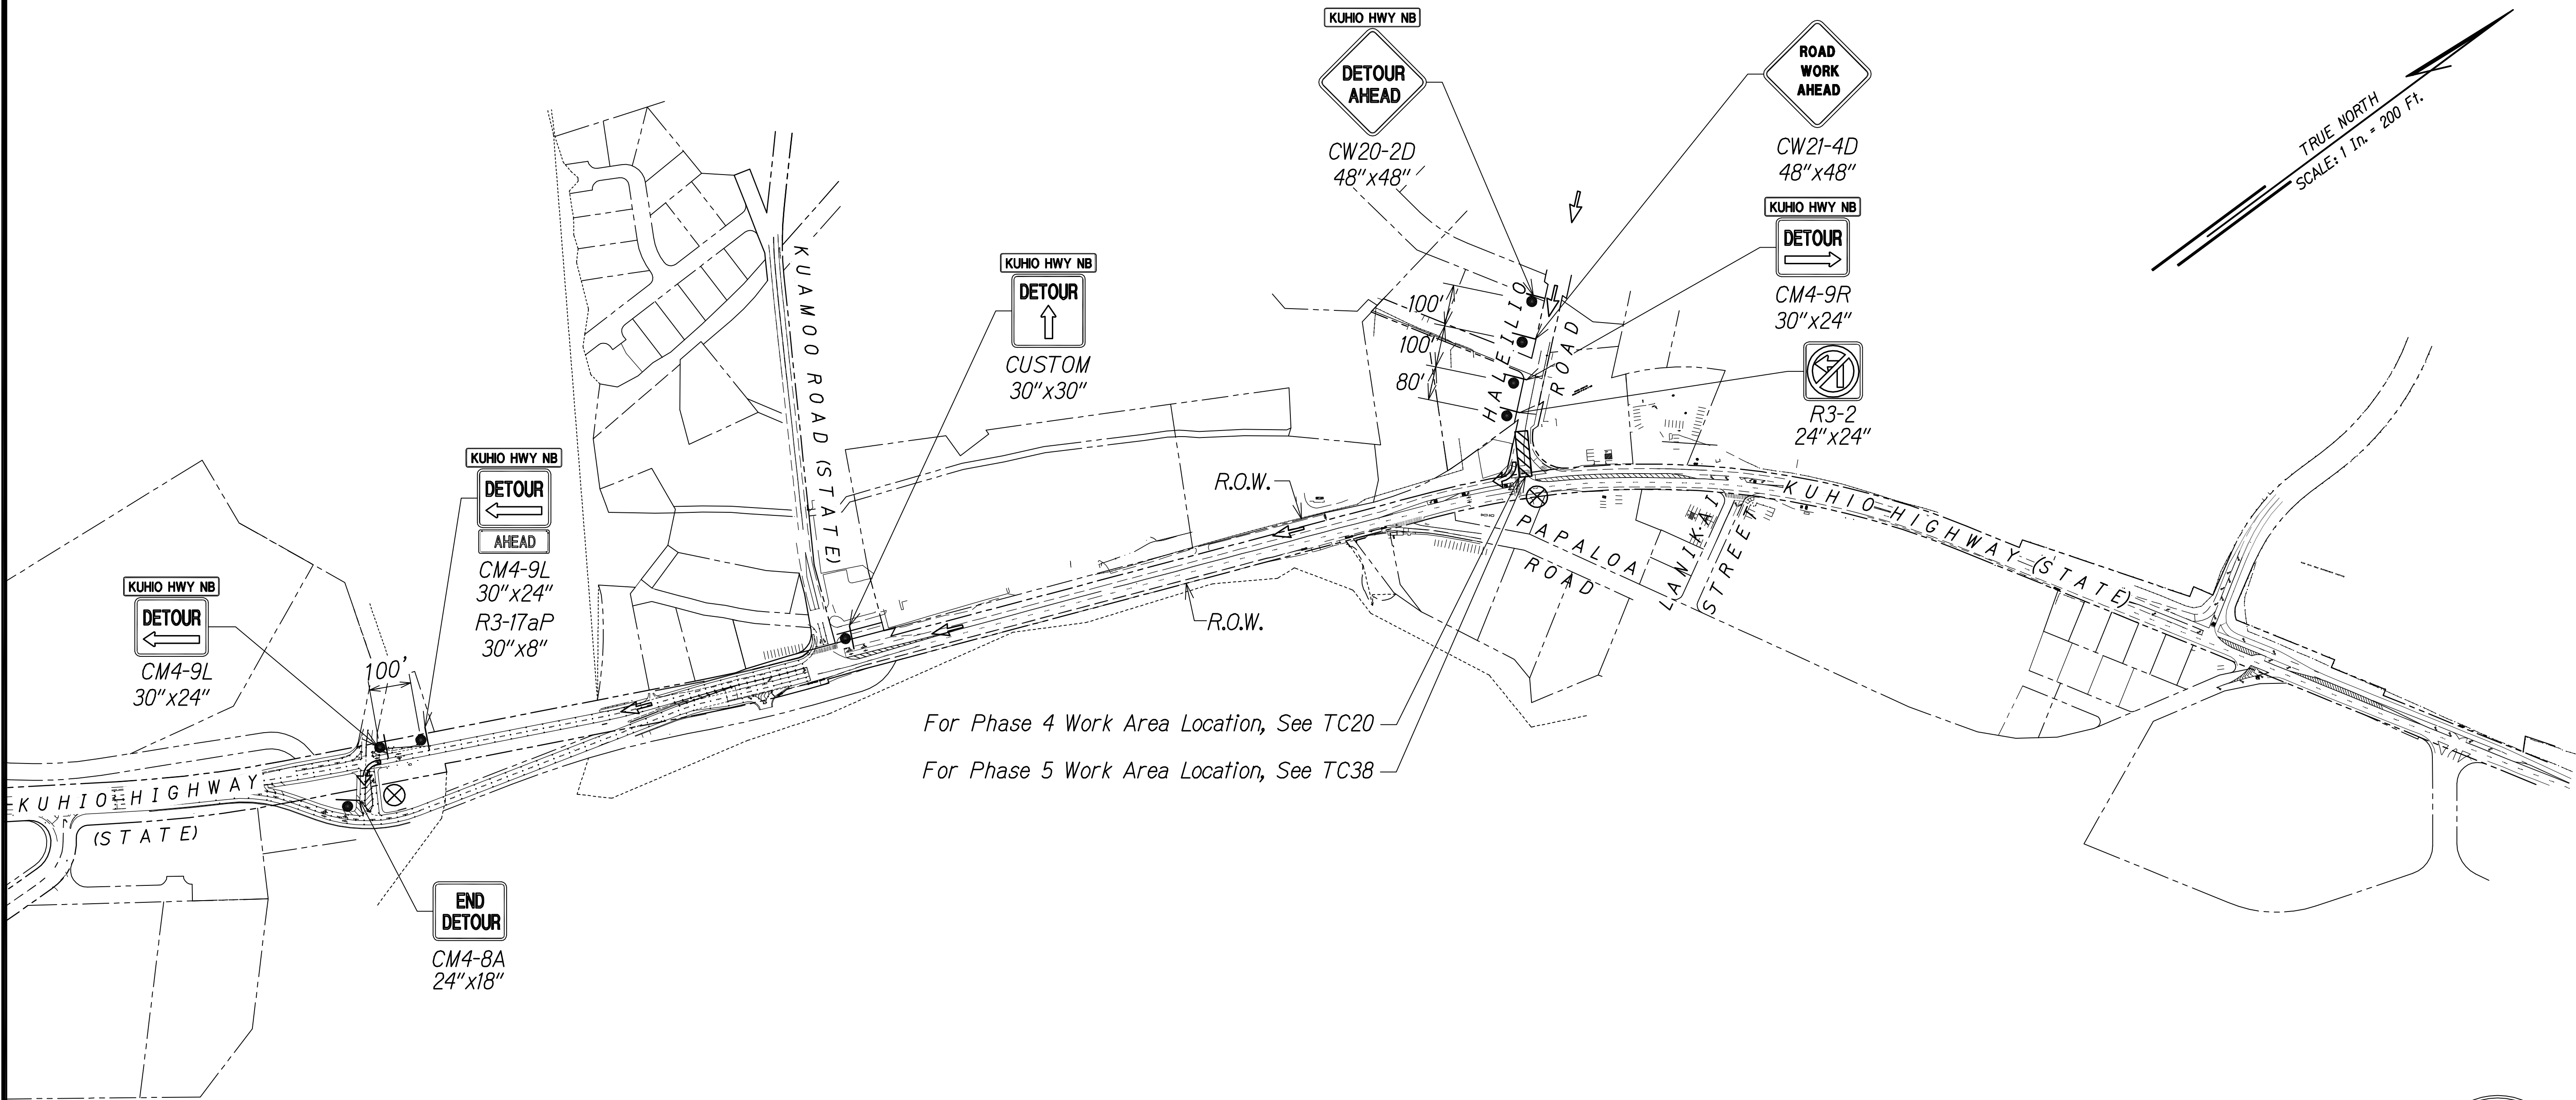 KUHIO HWY NB
DETOUR
AHEAD
CW20-2D
48"x48"
ROAD
WORK
AHEAD
CW21-4D
48"x48"
TRUE NORTH
SCALE: 1 In. = 200 Ft.
KUHIO HWY NB
DETOUR
CM4-9R
30"x24"
R3-2
24"x24"
100'
100'
80'
HALEILIO
ROAD
KUHIO HWY NB
DETOUR
CUSTOM
30"x30"
KUAMOO ROAD (STATE)
KUHIO HWY NB
DETOUR
AHEAD
CM4-9L
30"x24"
R3-17aP
30"x8"
KUHIO HWY NB
DETOUR
CM4-9L
30"x24"
100'
R.O.W.
R.O.W.
PAPALOA
ROAD
LANIKAI
STREET
KUHIO HIGHWAY (STATE)
For Phase 4 Work Area Location, See TC20
For Phase 5 Work Area Location, See TC38
KUHIO HIGHWAY
(STATE)
END
DETOUR
CM4-8A
24"x18"